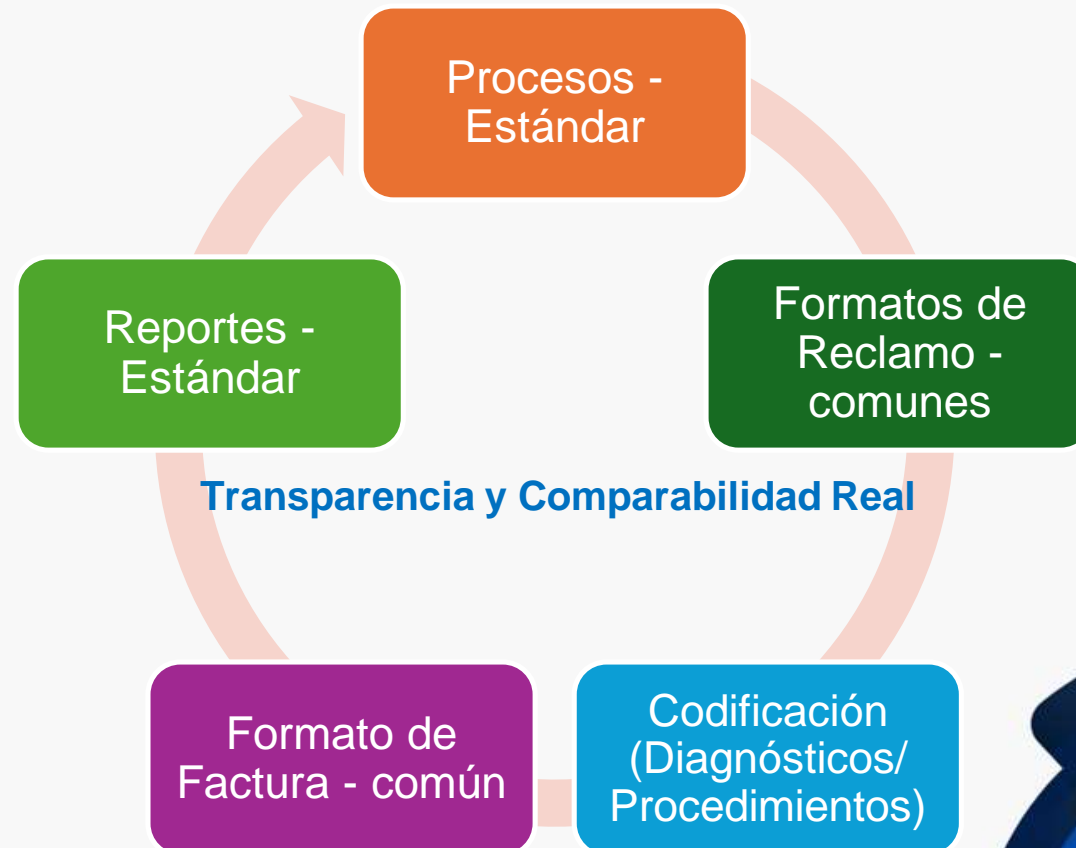 Procesos -
Estándar
Formatos de
Reclamo -
comunes
Reportes -
Estándar
Transparencia y Comparabilidad Real
Codificación
(Diagnósticos/
Procedimientos)
Formato de
Factura - común